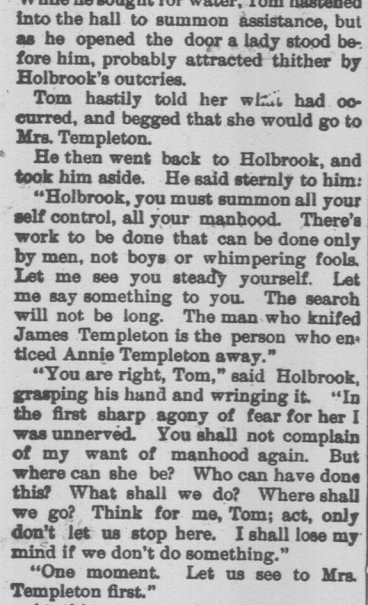 While he sought for water, Tom hastened
into the hall to summon assistance, but
as he opened the door a lady stood be-
fore him, probably attracted thither by
Holbrook's outcries.
Tom hastily told her what had oc-
curred, and begged that she would go to
Mrs. Templeton.
He then went back to Holbrook, and
took him aside. He said sternly to him:
"Holbrook, you must summon all your
self control, all your manhood. There's
work to be done that can be done only
by men, not boys or whimpering fools.
Let me see you steady yourself. Let
me say something to you. The search
will not be long. The man who knifed
James Templeton is the person who en-
ticed Annie Templeton away."
"You are right, Tom," said Holbrook,
grasping his hand and wringing it. "In
the first sharp agony of fear for her I
was unnerved. You shall not complain
of my want of manhood again. But
where can she be? Who can have done
this? What shall we do? Where shall
we go? Think for me, Tom; act, only
don't let us stop here. I shall lose my
mind if we don't do something."
"One moment. Let us see to Mrs.
Templeton first."